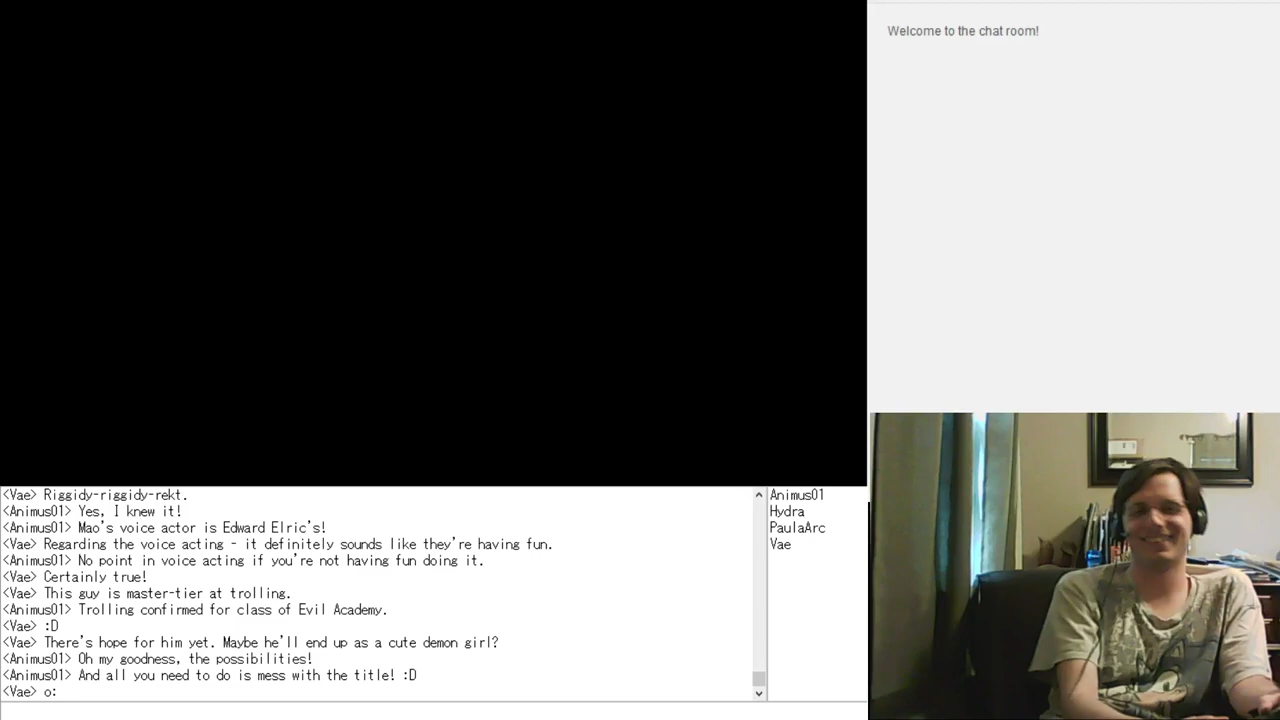 Welcome to the chat room!
<Vae> Riggidy-riggidy-rekt.
<Animus01> Yes, I knew it!
<Animus01> Mao's voice actor is Edward Elric's!
<Vae> Regarding the voice acting - it definitely sounds like they're having fun.
<Animus01> No point in voice acting if you're not having fun doing it.
<Vae> Certainly true!
<Vae> This guy is master-tier at trolling.
<Animus01> Trolling confirmed for class of Evil Academy.
<Vae> :D
<Vae> There's hope for him yet. Maybe he'll end up as a cute demon girl?
<Animus01> Oh my goodness, the possibilities!
<Animus01> And all you need to do is mess with the title! :D
<Vae> o:
Animus01
Hydra
PaulaArc
Vae